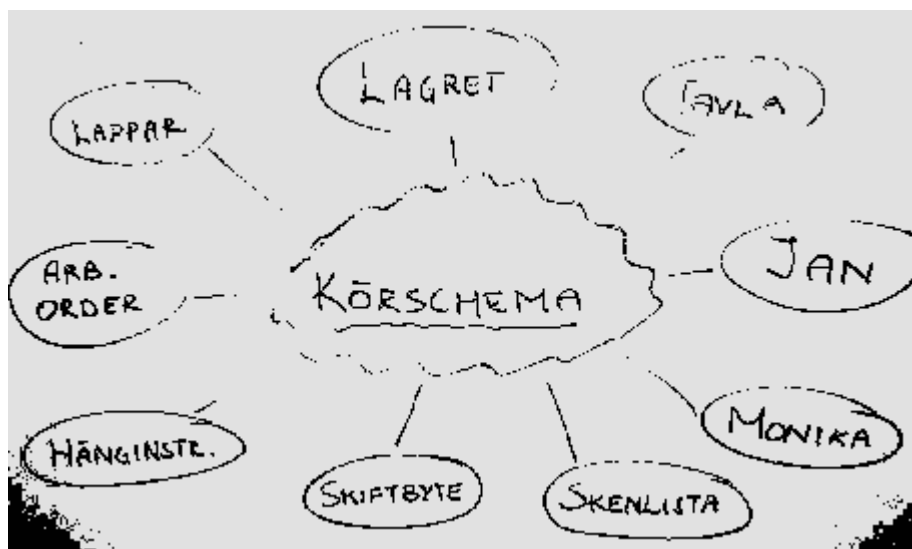 LAGRET
TAVLA
LAPPAR
JAN
ARB.
ORDER
KÖRSCHEMA
MONIKA
HÄNGINSTR.
SKIFTBYTE
SKENLISTA